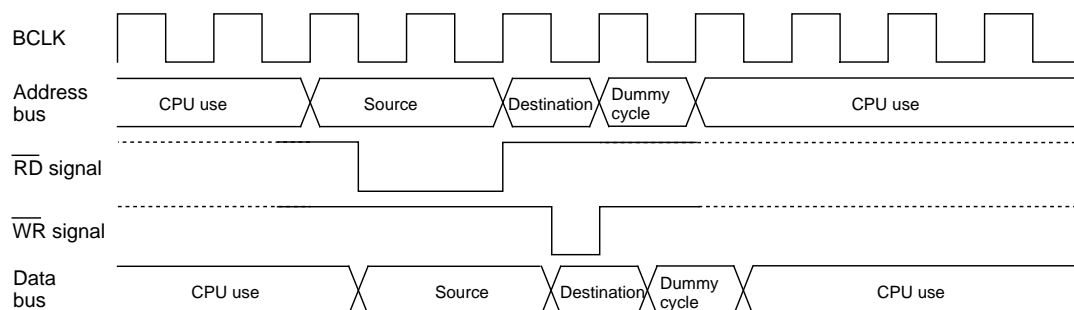 BCLK
Address
bus
CPU use
Source
Destination
Dummy
cycle
CPU use
RD signal
WR signal
Data
bus
CPU use
Source
Destination
Dummy
cycle
CPU use